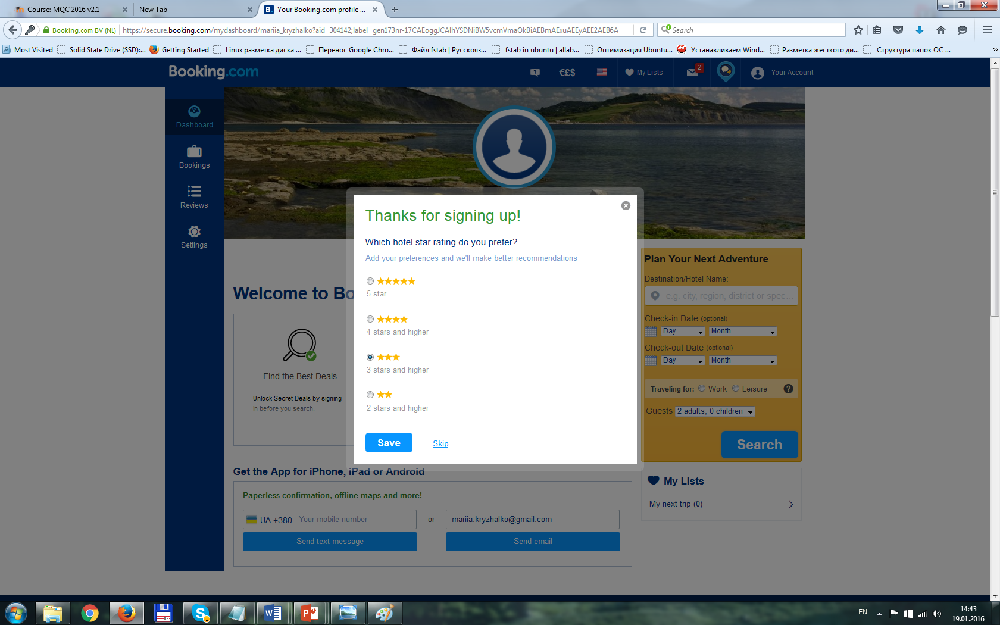 Course: MQC 2016 v2.1
New Tab
Your Booking.com profile ...
Booking.com BV (NL)
https://secure.booking.com/mydashboard/mariia_kryzhalko?aid=304142;label=gen173nr-17CAEoggJCAlhYSDNiBW5vcmVmaOkBiAEBmAExuAEEyAEE2AEB6A
Search
Most Visited
Solid State Drive (SSD):...
Getting Started
Linux разметка диска ...
Перенос Google Chro...
Файл fstab | Русскояз...
fstab in ubuntu | allab...
Оптимизация Ubuntu...
Устанавливаем Wind...
Разметка жесткого ди...
Структура папок ОС ...
Booking.com
€£$
My Lists
2
Your Account
Dashboard
Bookings
Reviews
Settings
Thanks for signing up!
Which hotel star rating do you prefer?
Add your preferences and we'll make better recommendations
5 star
4 stars and higher
3 stars and higher
2 stars and higher
Save
Skip
Welcome to Bo
Find the Best Deals
Unlock Secret Deals by signing
in before you search.
Plan Your Next Adventure
Destination/Hotel Name:
e.g. city, region, district or spec...
Check-in Date (optional)
Day
Month
Check-out Date (optional)
Day
Month
Traveling for:
Work
Leisure
Guests
2 adults, 0 children
Search
Get the App for iPhone, iPad or Android
Paperless confirmation, offline maps and more!
UA +380
Your mobile number
or
mariia.kryzhalko@gmail.com
Send text message
Send email
My Lists
My next trip (0)
EN
14:43
19.01.2016